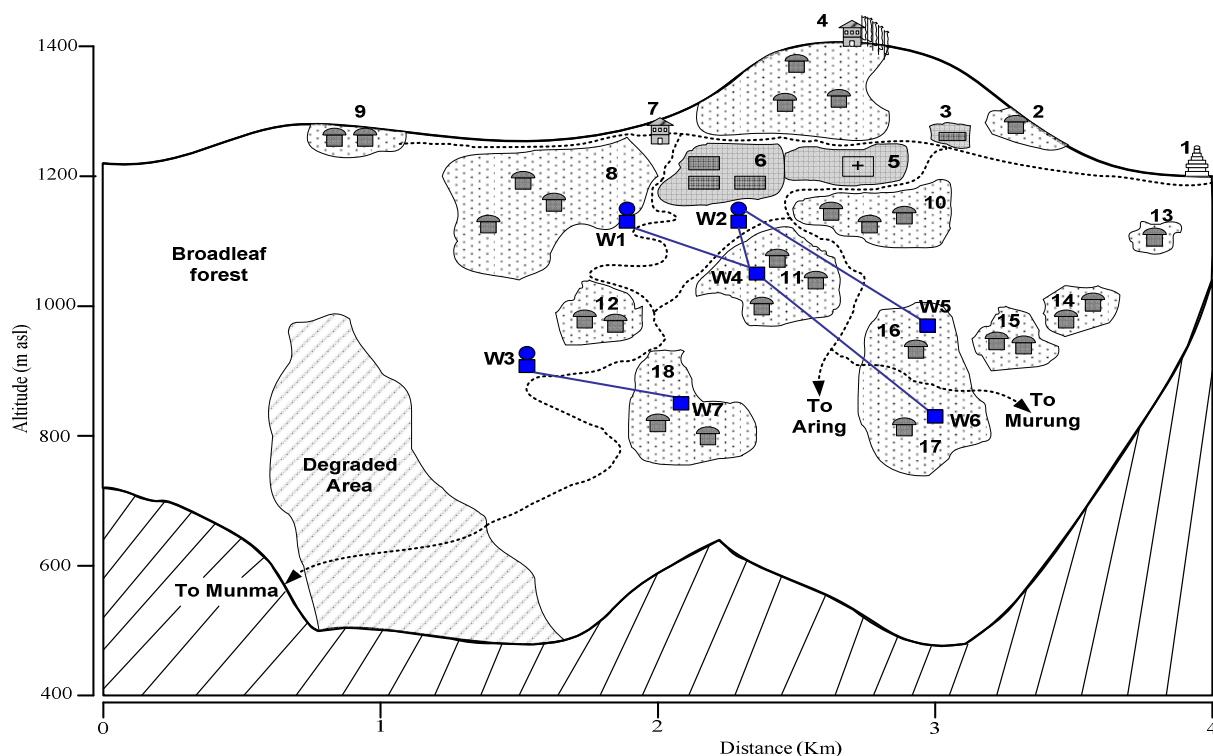 4
1400
9
7
3
2
1
1200
8
6
5
10
13
W1
W2
Broadleaf
forest
W4
11
1000
12
W5
14
15
16
W3
18
To
Aring
To
Murung
W7
W6
17
800
Altitude (m asl)
Degraded
Area
600
To Munma
400
0
1
2
3
4
Distance (Km)